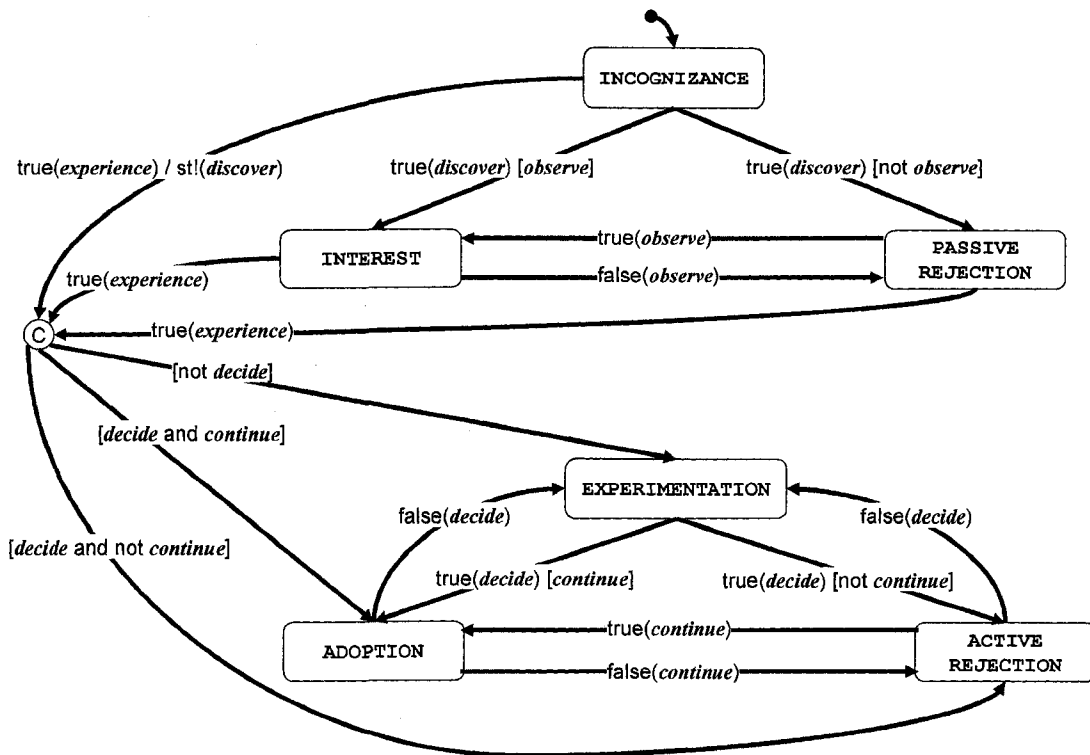 INCOGNIZANCE
true(experience) / st!(discover)
true(discover) [observe]
true(discover) [not observe]
INTEREST
true(observe)
false(observe)
PASSIVE
REJECTION
true(experience)
C
true(experience)
[not decide]
[decide and continue]
EXPERIMENTATION
false(decide)
false(decide)
[decide and not continue]
true(decide) [continue]
true(decide) [not continue]
ADOPTION
true(continue)
false(continue)
ACTIVE
REJECTION